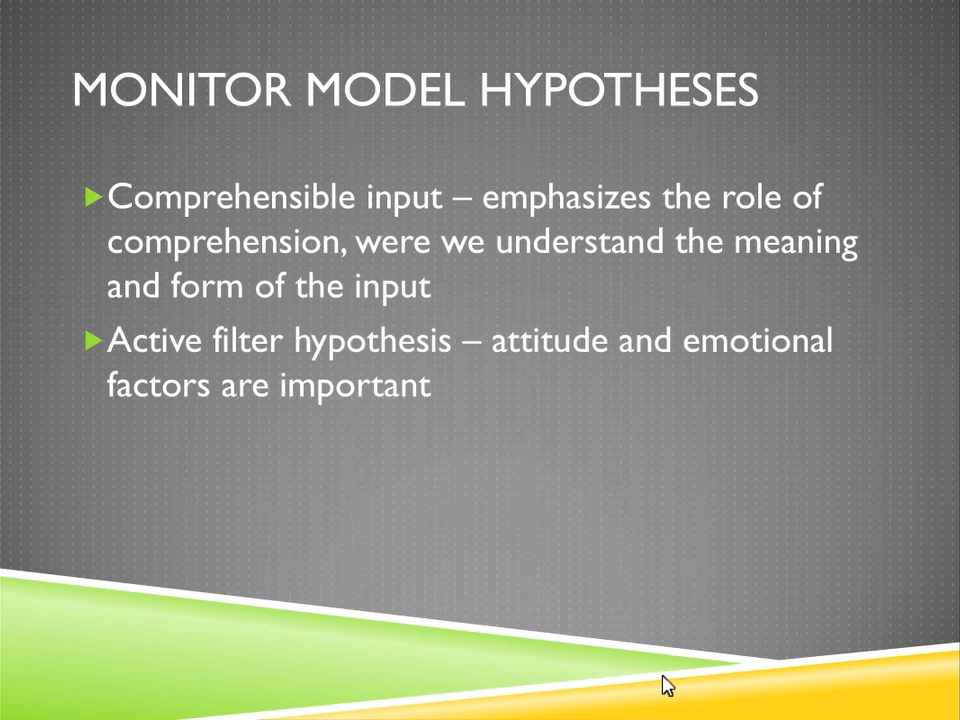 MONITOR MODEL HYPOTHESES
Comprehensible input – emphasizes the role of
comprehension, were we understand the meaning
and form of the input
Active filter hypothesis – attitude and emotional
factors are important